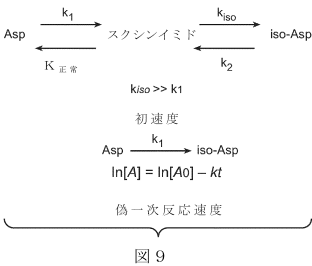 k1 kiso
Asp スクシンイミド iso-Asp
K正常 k2
kiso >> k1
初速度
k1
Asp iso-Asp
ln[A] = ln[A0] – kt
偽一次反応速度
図9